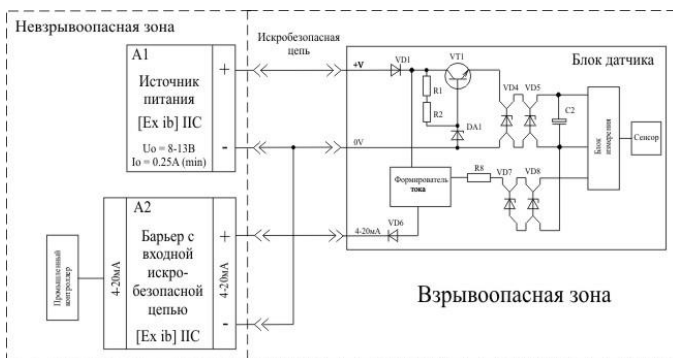 Невзрывоопасная зона
Искробезопасная
цепь
A1
Источник
питания
[Ex ib] IIC
Uo = 8-13В
Io = 0.25А (min)
+
-
A2
Барьер с
входной
искро-
безопасной
цепью
[Ex ib] IIC
4-20мА
4-20мА
+
-
Промышленный
контроллер
Блок датчика
+V
VD1
VT1
R1
R2
DA1
VD4
VD5
C2
0V
Блок
измерения
Сенсор
Формирователь
тока
R8
VD7
VD8
4-20мА
VD6
Взрывоопасная зона